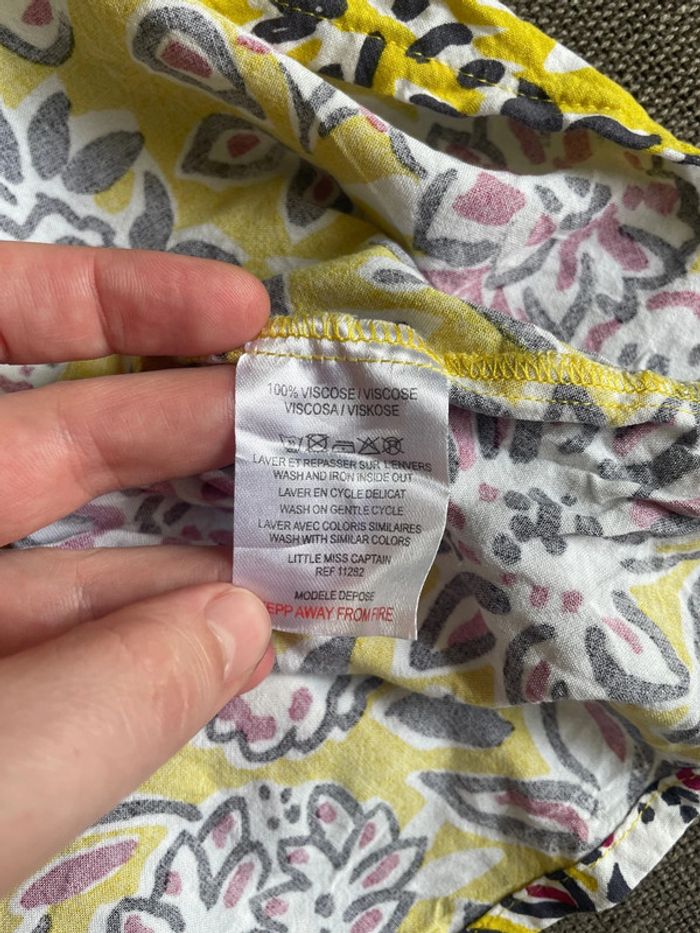 100% VISCOSE / VISCOSE
VISCOSA / VISKOSE
LAVER ET REPASSER SUR L'ENVERS
WASH AND IRON INSIDE OUT
LAVER EN CYCLE DELICAT
WASH ON GENTLE CYCLE
LAVER AVEC COLORIS SIMILAIRES
WASH WITH SIMILAR COLORS
LITTLE MISS CAPTAIN
REF 11282
MODELE DEPOSE
EPP AWAY FROM FIRE